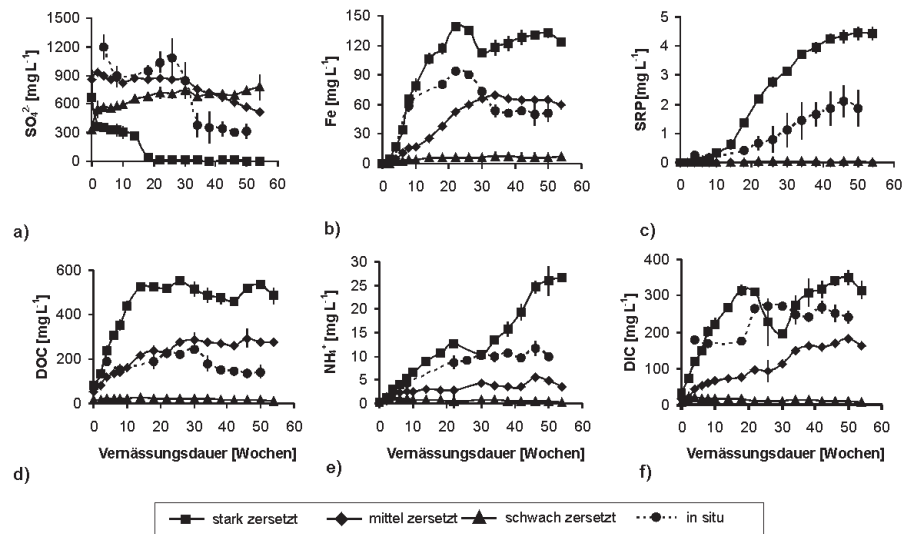 SO₄²⁻ [mg L⁻¹]
1500
1200
900
600
300
0
0 10 20 30 40 50 60
a)
Fe [mg L⁻¹]
150
120
90
60
30
0
0 10 20 30 40 50 60
b)
SRP[mg L⁻¹]
5
4
3
2
1
0
0 10 20 30 40 50 60
c)
DOC [mg L⁻¹]
600
400
200
0
0 10 20 30 40 50 60
Vernässungsdauer [Wochen]
d)
NH₄⁺ [mg L⁻¹]
30
25
20
15
10
5
0
0 10 20 30 40 50 60
Vernässungsdauer [Wochen]
e)
DIC [mg L⁻¹]
400
300
200
100
0
0 10 20 30 40 50 60
Vernässungsdauer [Wochen]
f)
stark zersetzt mittel zersetzt schwach zersetzt in situ